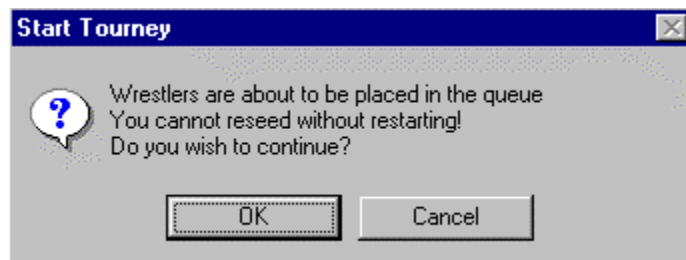 Start Tourney
Wrestlers are about to be placed in the queue
You cannot reseed without restarting!
Do you wish to continue?
OK
Cancel